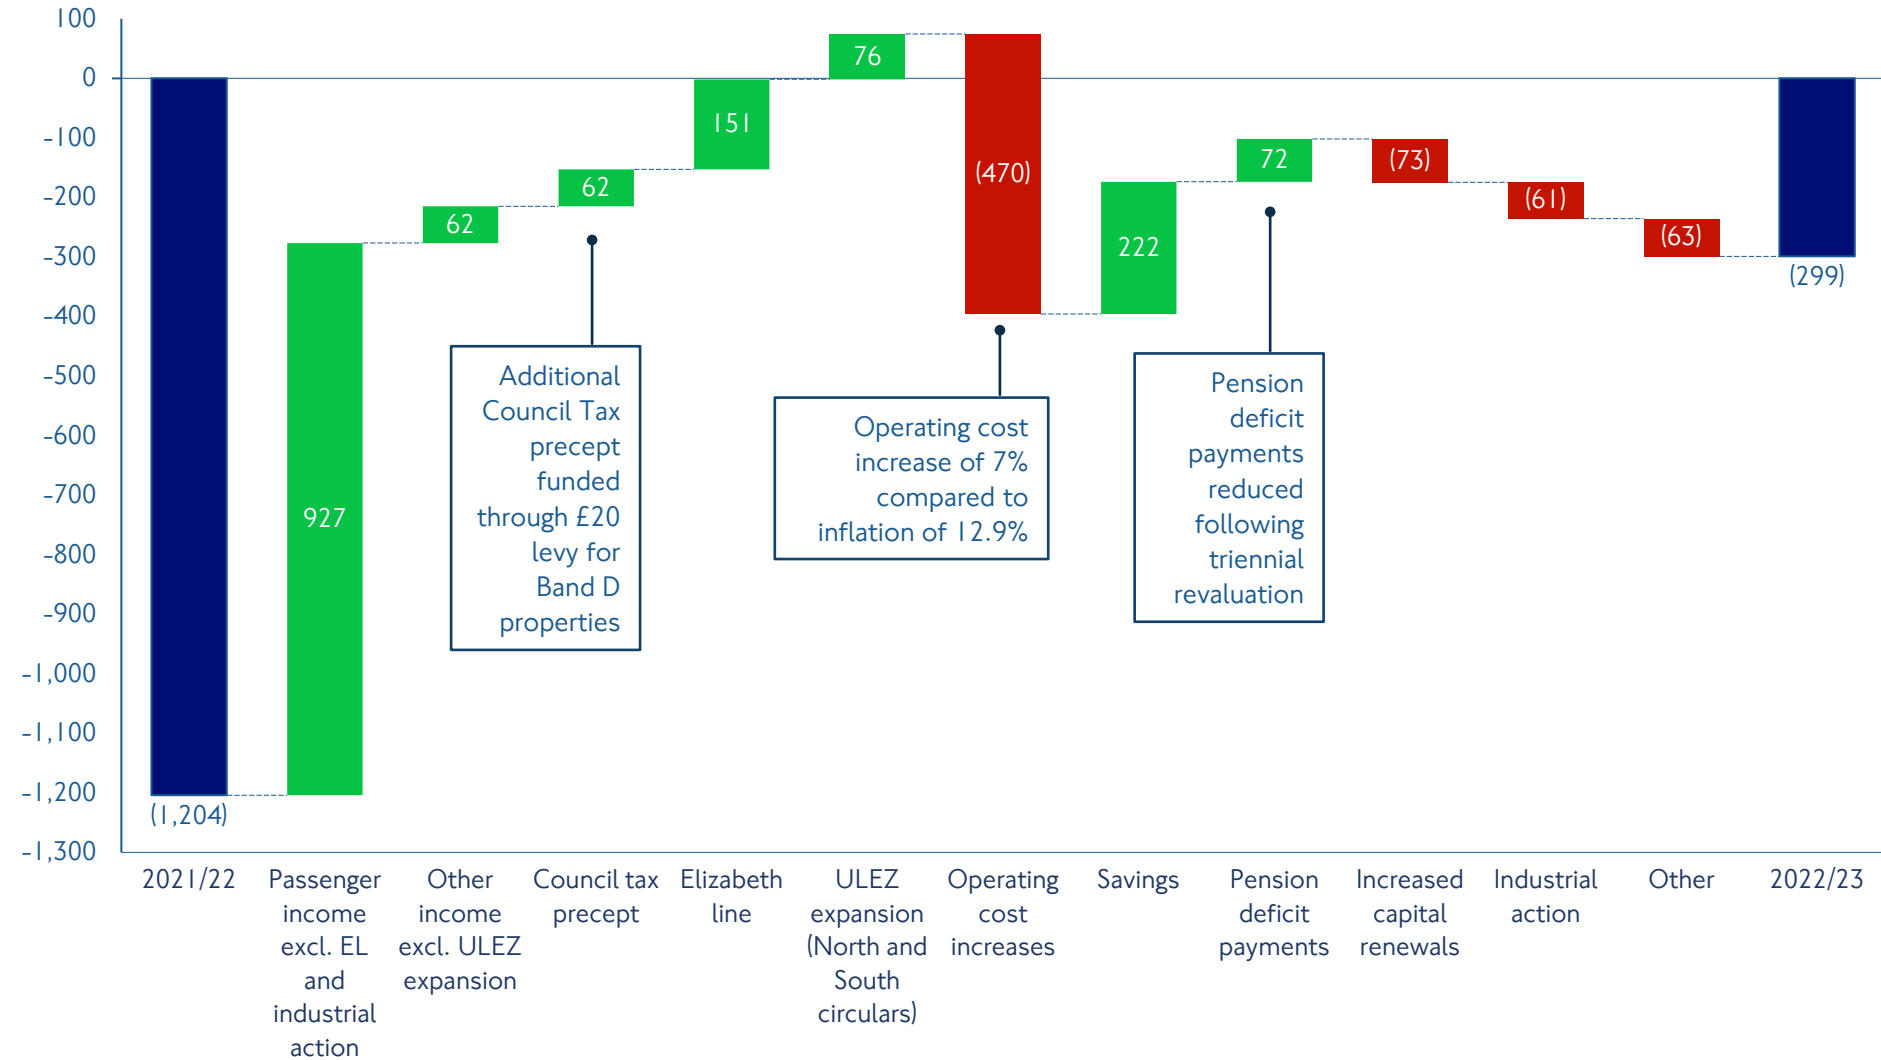 100
0
-100
-200
-300
-400
-500
-600
-700
-800
-900
-1,000
-1,100
-1,200
-1,300
(1,204)
927
62
62
151
76
(470)
222
72
(73)
(61)
(63)
(299)
Additional
Council Tax
precept
funded
through £20
levy for
Band D
properties
Operating cost
increase of 7%
compared to
inflation of 12.9%
Pension
deficit
payments
reduced
following
triennial
revaluation
2021/22
Passenger
income
excl. EL
and
industrial
action
Other
income
excl. ULEZ
expansion
Council tax
precept
Elizabeth
line
ULEZ
expansion
(North and
South
circulars)
Operating
cost
increases
Savings
Pension
deficit
payments
Increased
capital
renewals
Industrial
action
Other
2022/23